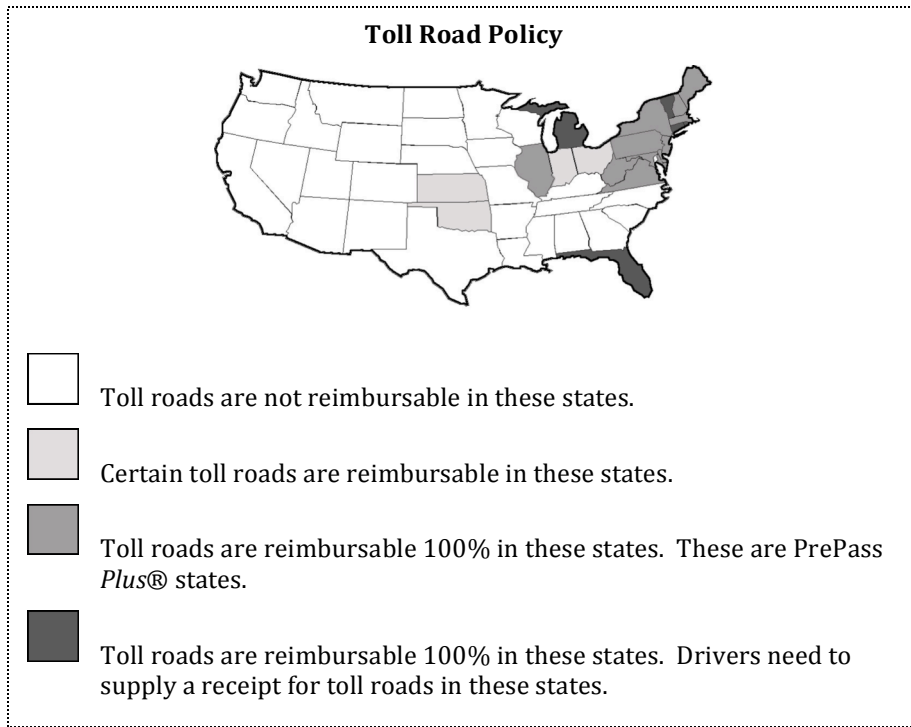 Toll Road Policy
Toll roads are not reimbursable in these states.
Certain toll roads are reimbursable in these states.
Toll roads are reimbursable 100% in these states.  These are PrePass
Plus® states.
Toll roads are reimbursable 100% in these states.  Drivers need to
supply a receipt for toll roads in these states.